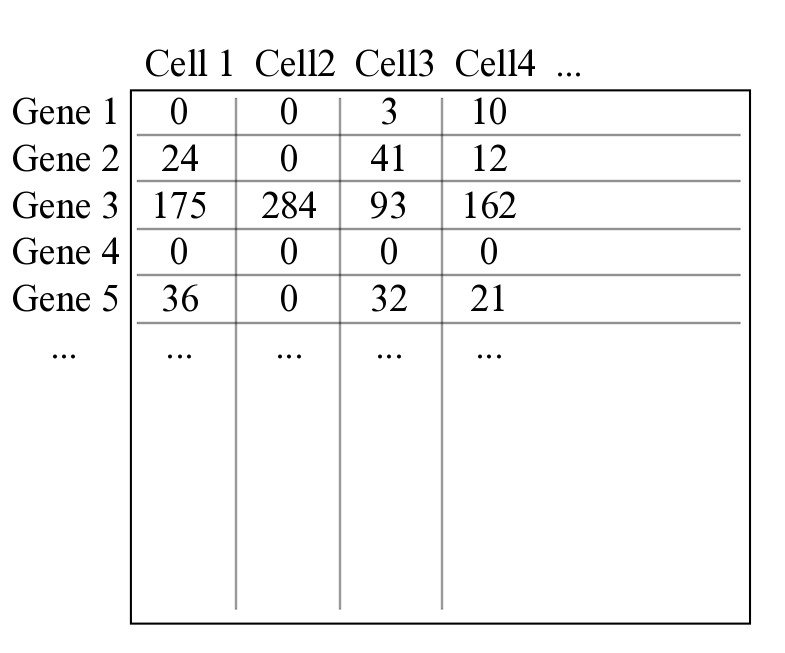 Cell 1 Cell2 Cell3 Cell4 ...
Gene 1 0 0 3 10
Gene 2 24 0 41 12
Gene 3 175 284 93 162
Gene 4 0 0 0 0
Gene 5 36 0 32 21
... ... ... ... ...